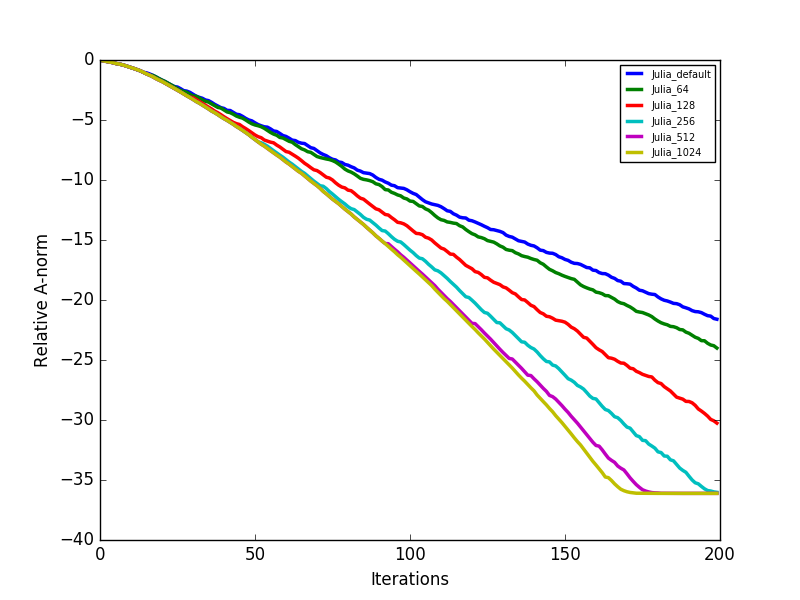 0
−5
−10
−15
−20
−25
−30
−35
−40
Relative A-norm
0 50 100 150 200
Iterations
Julia_default
Julia_64
Julia_128
Julia_256
Julia_512
Julia_1024